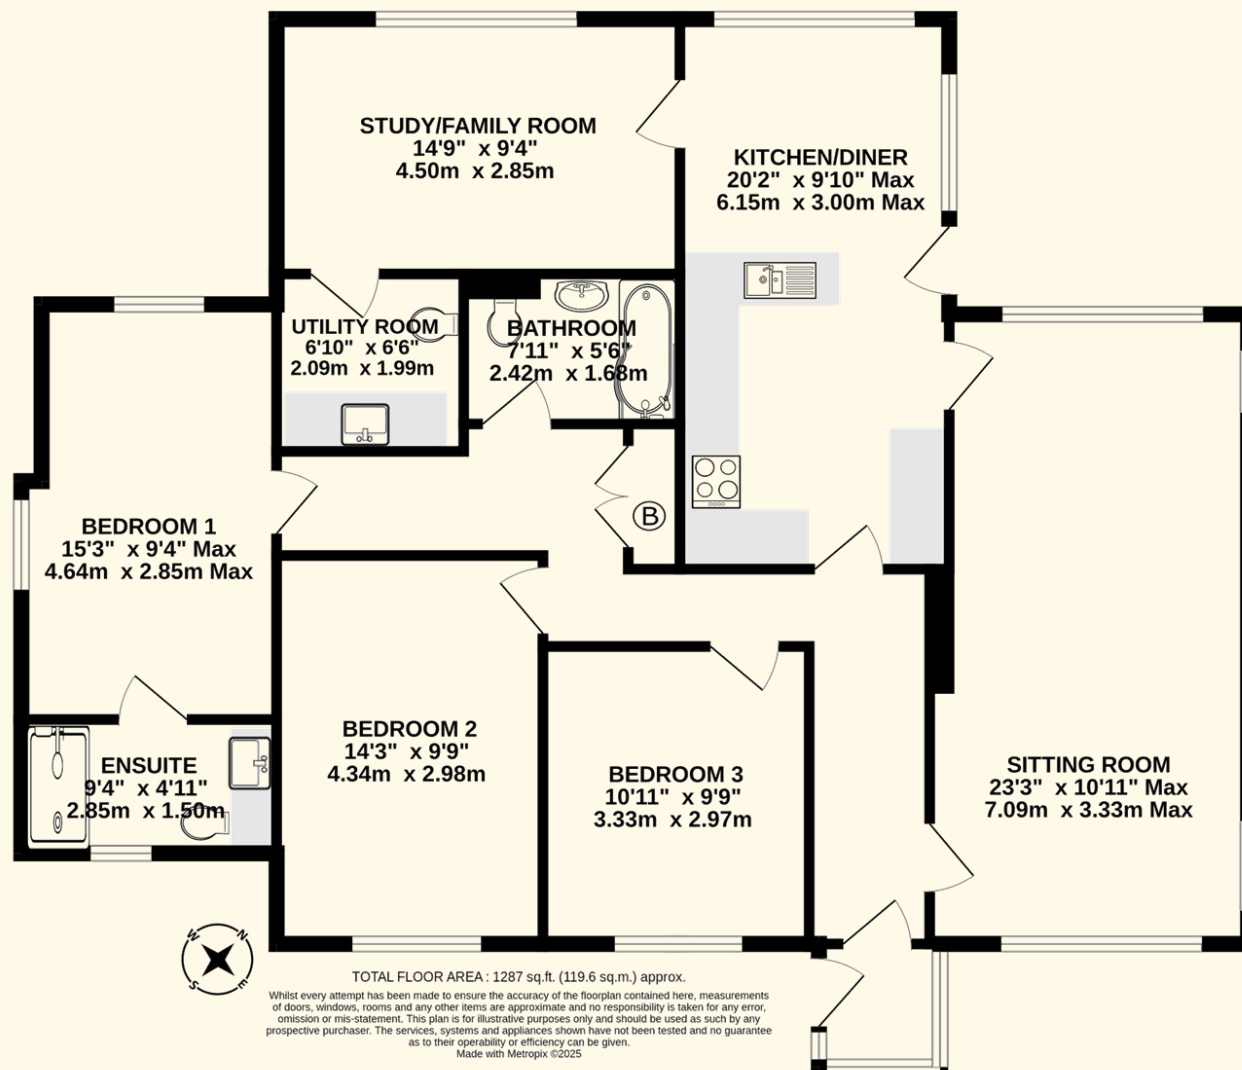 STUDY/FAMILY ROOM
14'9" x 9'4"
4.50m x 2.85m
KITCHEN/DINER
20'2" x 9'10" Max
6.15m x 3.00m Max
UTILITY ROOM
6'10" x 6'6"
2.09m x 1.99m
BATHROOM
7'11" x 5'6"
2.42m x 1.68m
B
BEDROOM 1
15'3" x 9'4" Max
4.64m x 2.85m Max
ENSUITE
9'4" x 4'11"
2.85m x 1.50m
BEDROOM 2
14'3" x 9'9"
4.34m x 2.98m
BEDROOM 3
10'11" x 9'9"
3.33m x 2.97m
SITTING ROOM
23'3" x 10'11" Max
7.09m x 3.33m Max
W N
S E
TOTAL FLOOR AREA : 1287 sq.ft. (119.6 sq.m.) approx.
Whilst every attempt has been made to ensure the accuracy of the floorplan contained here, measurements
of doors, windows, rooms and any other items are approximate and no responsibility is taken for any error,
omission or mis-statement. This plan is for illustrative purposes only and should be used as such by any
prospective purchaser. The services, systems and appliances shown have not been tested and no guarantee
as to their operability or efficiency can be given.
Made with Metropix ©2025